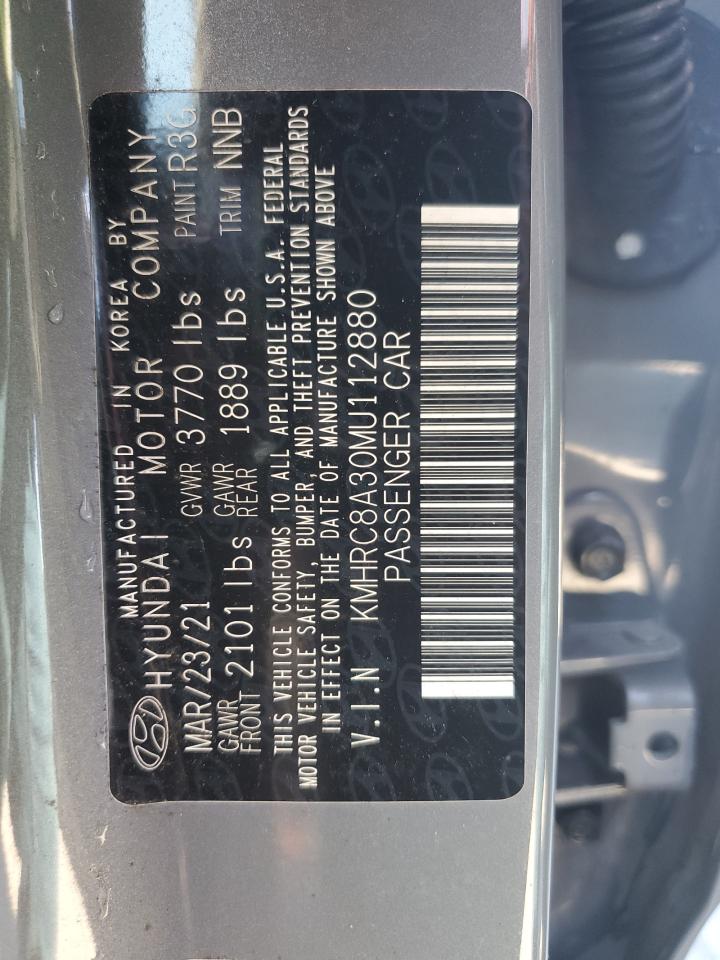 MANUFACTURED IN KOREA BY
HYUNDAI MOTOR COMPANY
MAR/23/21 GVWR 3770 lbs PAINT R3G
GAWR FRONT 2101 lbs GAWR REAR 1889 lbs TRIM NNB
THIS VEHICLE CONFORMS TO ALL APPLICABLE U.S.A. FEDERAL
MOTOR VEHICLE SAFETY, BUMPER, AND THEFT PREVENTION STANDARDS
IN EFFECT ON THE DATE OF MANUFACTURE SHOWN ABOVE
V.I.N KMHRC8A30MU112880
PASSENGER CAR